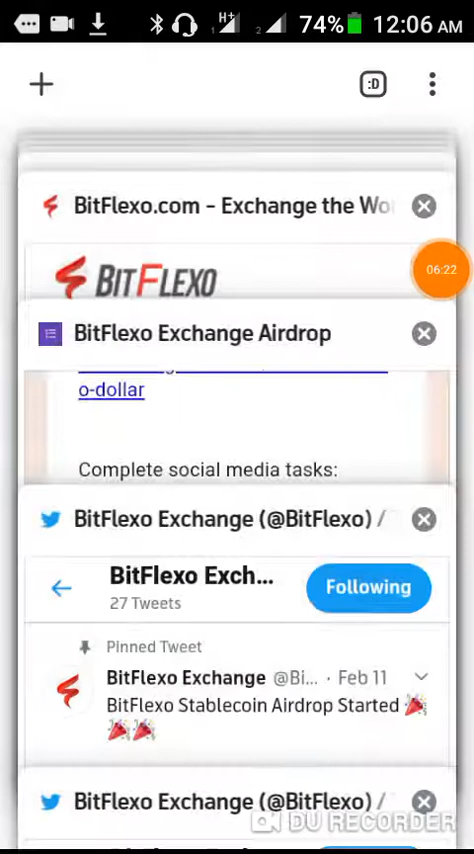 H+
1
2
74%
12:06 AM
:D
BitFlexo.com - Exchange the Wo
BITFLEXO
06:22
BitFlexo Exchange Airdrop
o-dollar
Complete social media tasks:
BitFlexo Exchange (@BitFlexo) /
BitFlexo Exch...
Following
27 Tweets
Pinned Tweet
BitFlexo Exchange @Bi... · Feb 11
BitFlexo Stablecoin Airdrop Started 🎉
🎉🎉
BitFlexo Exchange (@BitFlexo) /
DU RECORDER